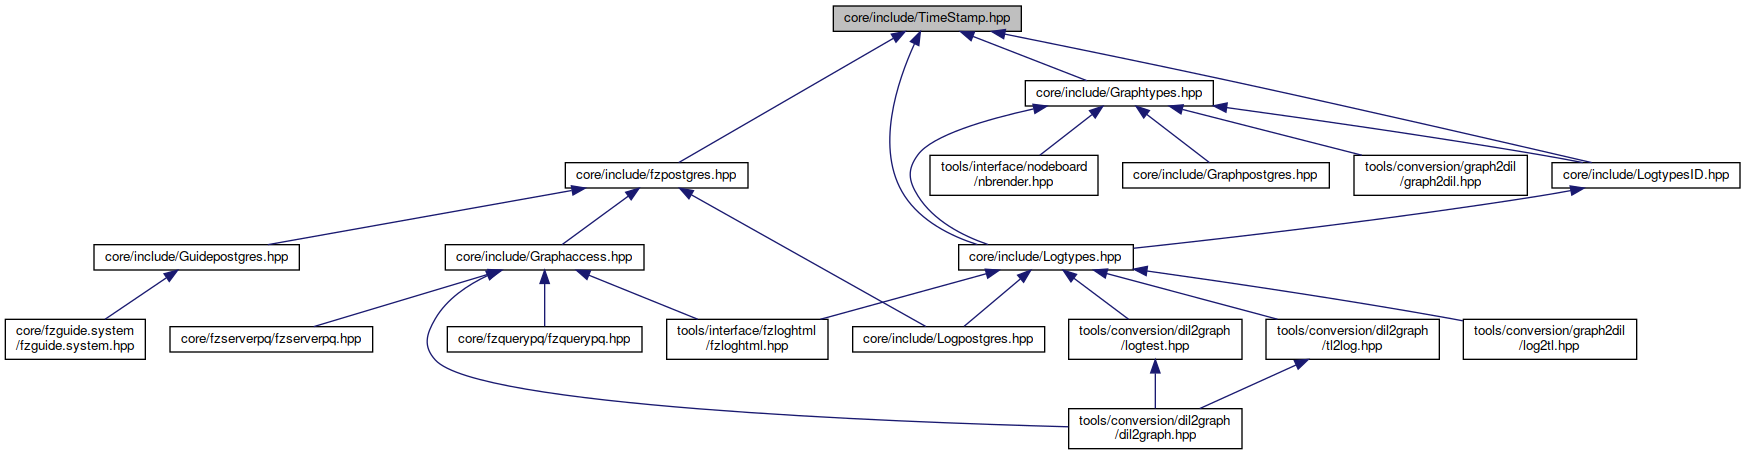 core/include/TimeStamp.hpp
core/include/Graphtypes.hpp
core/include/fzpostgres.hpp
tools/interface/nodeboard
/nbrender.hpp
core/include/Graphpostgres.hpp
tools/conversion/graph2dil
/graph2dil.hpp
core/include/LogtypesID.hpp
core/include/Guidepostgres.hpp
core/include/Graphaccess.hpp
core/include/Logtypes.hpp
core/fzguide.system
/fzguide.system.hpp
core/fzserverpq/fzserverpq.hpp
core/fzquerypq/fzquerypq.hpp
tools/interface/fzloghtml
/fzloghtml.hpp
core/include/Logpostgres.hpp
tools/conversion/dil2graph
/logtest.hpp
tools/conversion/dil2graph
/tl2log.hpp
tools/conversion/graph2dil
/log2tl.hpp
tools/conversion/dil2graph
/dil2graph.hpp